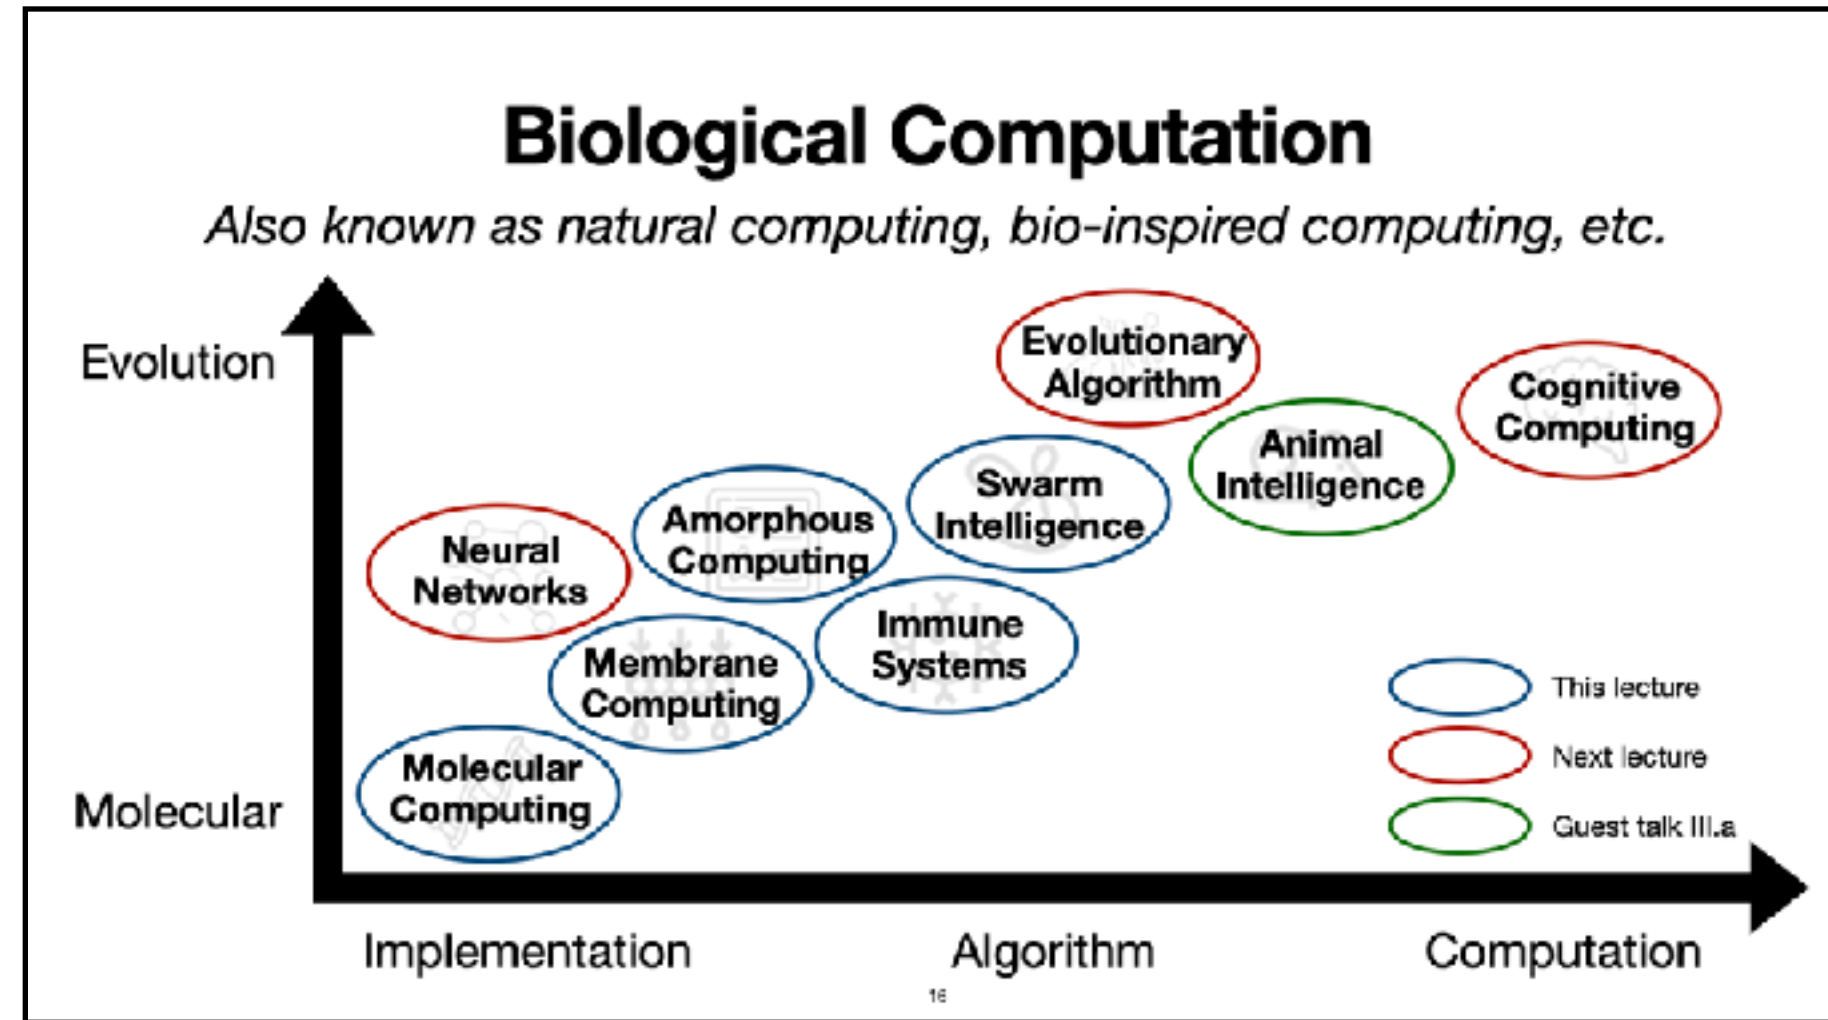 Biological Computation
Also known as natural computing, bio-inspired computing, etc.
Evolution
Evolutionary
Algorithm
Cognitive
Computing
Animal
Intelligence
Swarm
Intelligence
Amorphous
Computing
Neural
Networks
Immune
Systems
Membrane
Computing
Molecular
Computing
Molecular
This lecture
Next lecture
Guest talk III.a
Implementation
Algorithm
Computation
16